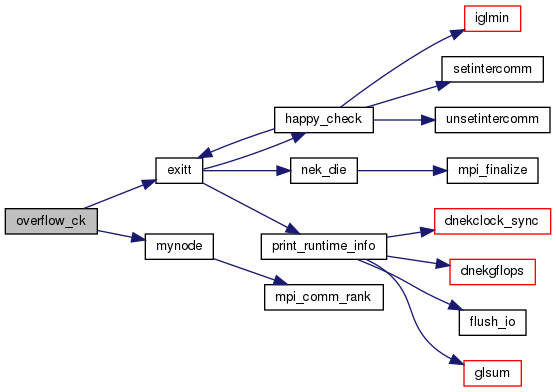 iglmin
setintercomm
happy_check
unsetintercomm
exitt
nek_die
mpi_finalize
overflow_ck
mynode
print_runtime_info
dnekclock_sync
dnekgflops
mpi_comm_rank
flush_io
glsum